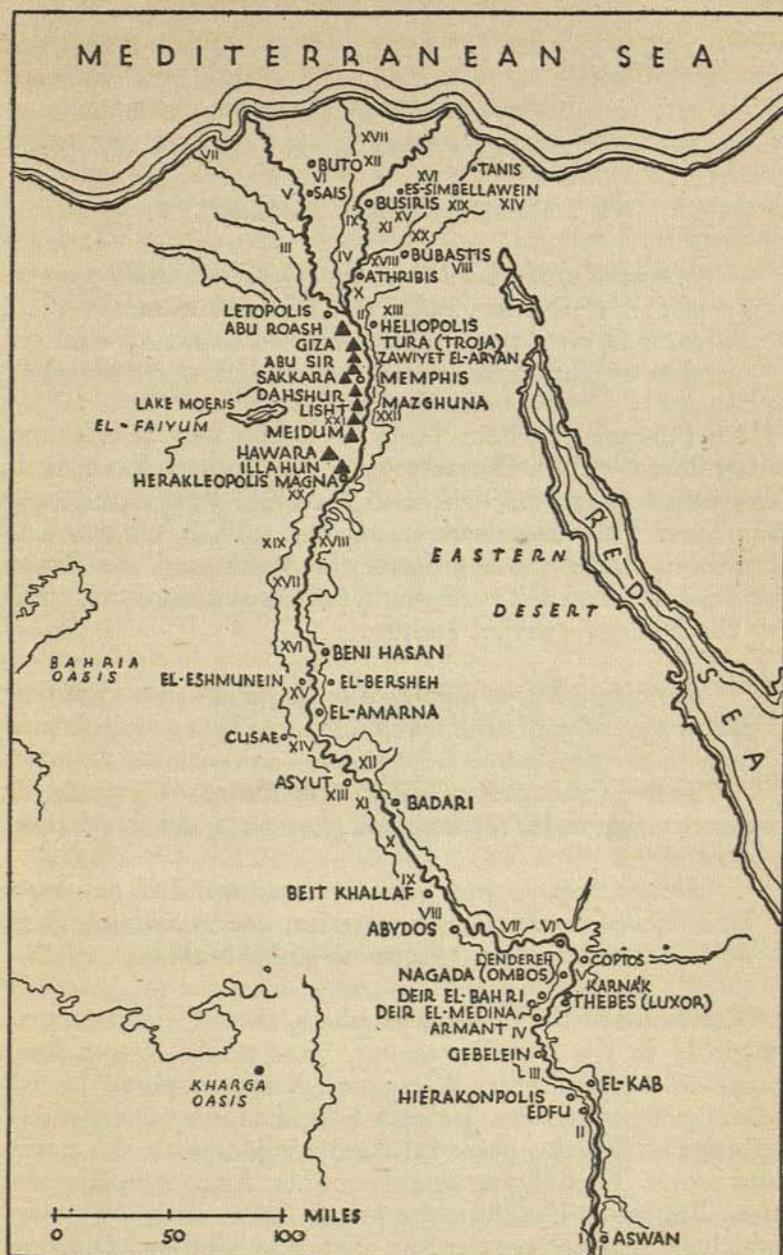 MEDITERRANEAN SEA
XVII
VII
BUTO
XII
VI
TANIS
XVI
V
SAIS
ES-SIMBELLAWEIN
BUSIRIS
IX
XV
XIX
XIV
XI
III
XX
IV
XVIII
BUBASTIS
VIII
ATHRIBIS
X
LETOPOLIS
II
XIII
ABU ROASH
HELIOPOLIS
GIZA
TURA (TROJA)
ABU SIR
ZAWIYET EL-ARYAN
SAKKARA
MEMPHIS
DAHSHUR
I
LAKE MOERIS
LISHT
MAZGHUNA
XXI
XXII
EL-FAIYUM
MEIDUM
HAWARA
ILLAHUN
HERAKLEOPOLIS MAGNA
XX
RED SEA
XIX
XVIII
EASTERN
DESERT
XVII
XVI
BENI HASAN
BAHRIA
OASIS
EL-ESHMUNEIN
EL-BERSHEH
XV
EL-AMARNA
CUSAE
XIV
XII
ASYUT
XIII
XI
BADARI
X
IX
BEIT KHALLAF
VIII
ABYDOS
VII
VI
DENDEREH
COPTOS
NAGADA (OMBOS)
V
KARNAK
DEIR EL-BAHRI
THEBES (LUXOR)
DEIR EL-MEDINA
ARMANT
IV
GEBELEIN
III
KHARGA
OASIS
EL-KAB
HIÉRAKONPOLIS
EDFU
II
MILES
0 50 100
I
ASWAN